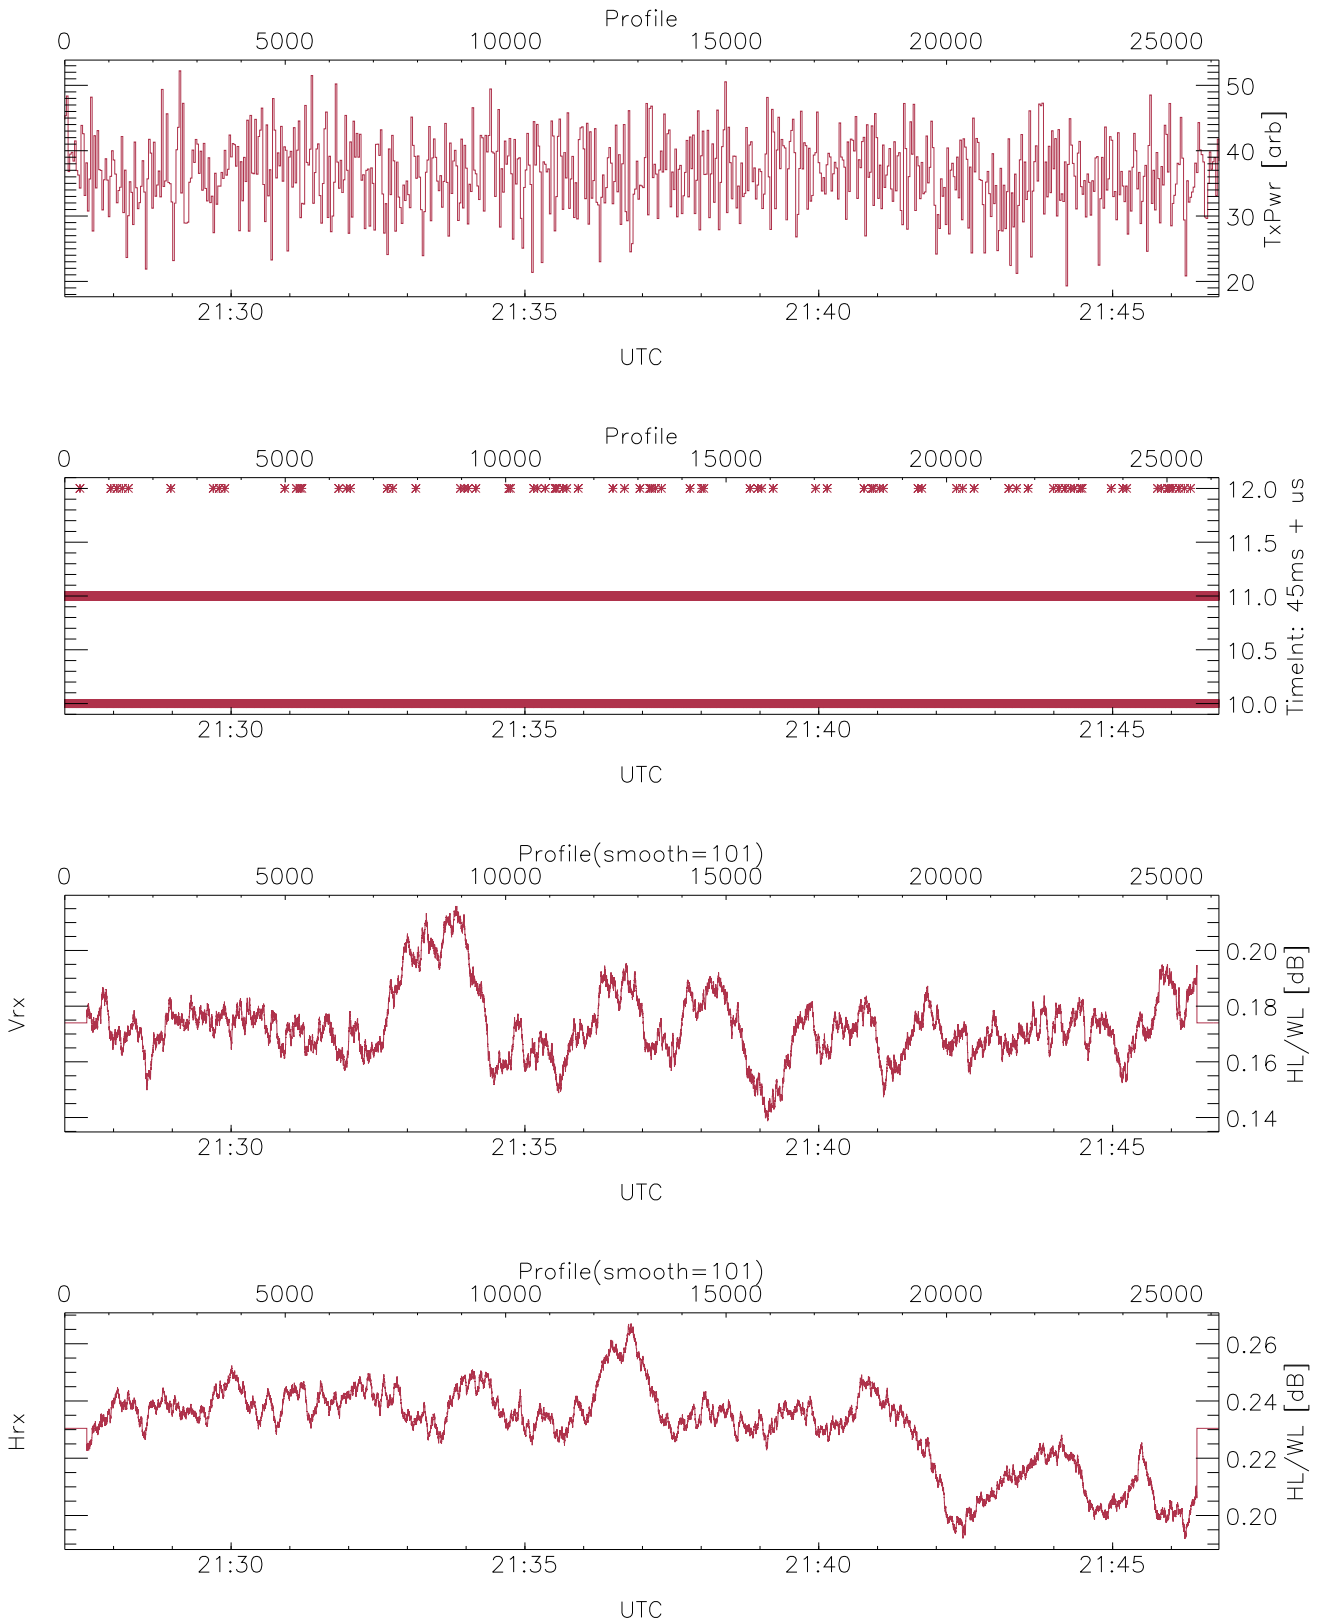 Profile
0 5000 10000 15000 20000 25000
50
40
30
20
TxPwr [arb]
21:30 21:35 21:40 21:45
UTC
Profile
0 5000 10000 15000 20000 25000
12.0
11.5
11.0
10.5
10.0
TimeInt: 45ms + us
21:30 21:35 21:40 21:45
UTC
Profile(smooth=101)
0 5000 10000 15000 20000 25000
Vrx
0.20
0.18
0.16
0.14
HL/WL [dB]
21:30 21:35 21:40 21:45
UTC
Profile(smooth=101)
0 5000 10000 15000 20000 25000
Hrx
0.26
0.24
0.22
0.20
HL/WL [dB]
21:30 21:35 21:40 21:45
UTC